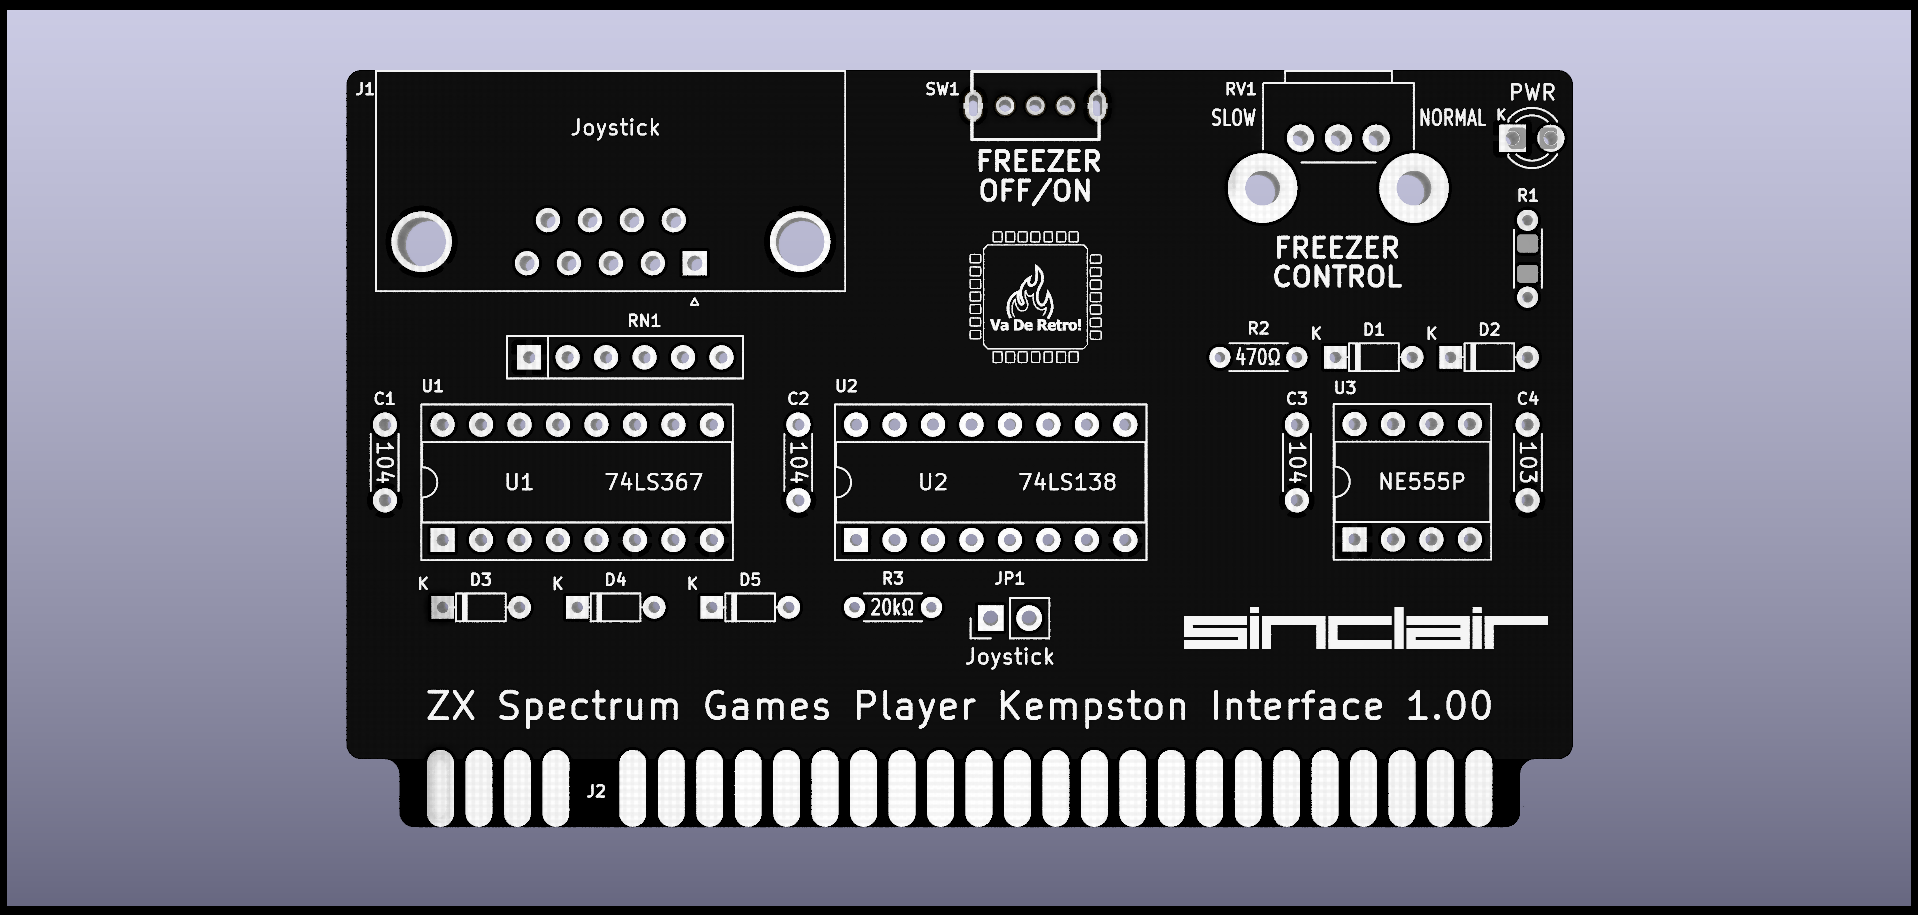 J1
Joystick
SW1
FREEZER
OFF/ON
RV1
SLOW
NORMAL
PWR
K
R1
FREEZER
CONTROL
Va De Retro!
RN1
R2
470Ω
K
D1
K
D2
C1
104
U1
U1 74LS367
C2
104
U2
U2 74LS138
C3
104
U3
NE555P
C4
103
K
D3
K
D4
K
D5
R3
20kΩ
JP1
Joystick
sinclair
ZX Spectrum Games Player Kempston Interface 1.00
J2